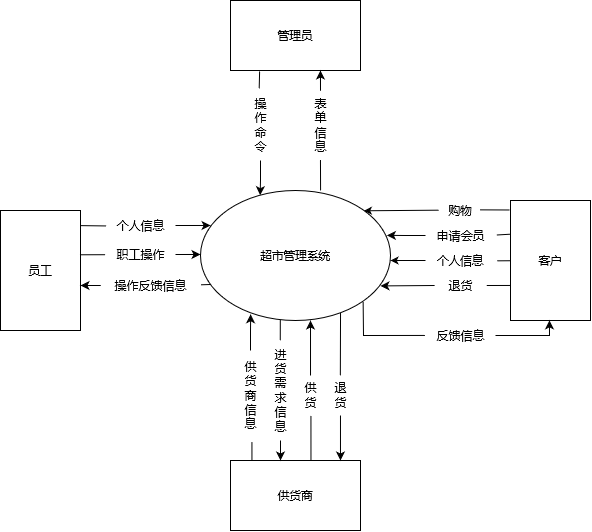 管理员
操作命令
表单信息
购物
个人信息
申请会员
员工
职工操作
超市管理系统
个人信息
客户
操作反馈信息
退货
反馈信息
供货商信息
进货需求信息
供货
退货
供货商